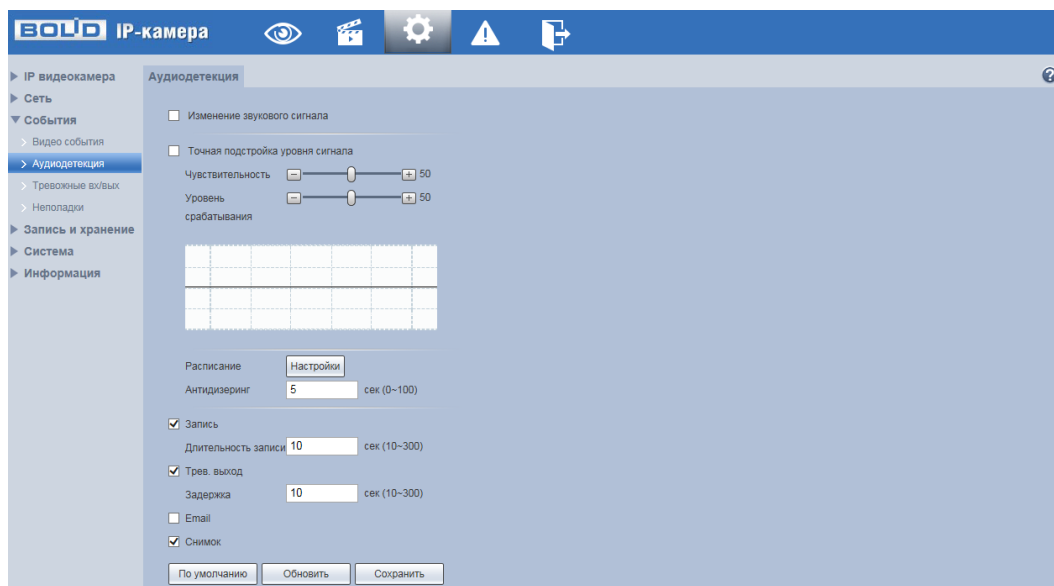 BOLID IP-камера
IP видеокамера
Сеть
События
Видео события
Аудиодетекция
Тревожные вх/вых
Неполадки
Запись и хранение
Система
Информация
Аудиодетекция
?
Изменение звукового сигнала
Точная подстройка уровня сигнала
Чувствительность 50
Уровень 50
срабатывания
Расписание Настройки
Антидизеринг 5 сек (0~100)
Запись
Длительность записи 10 сек (10~300)
Трев. выход
Задержка 10 сек (10~300)
Email
Снимок
По умолчанию Обновить Сохранить